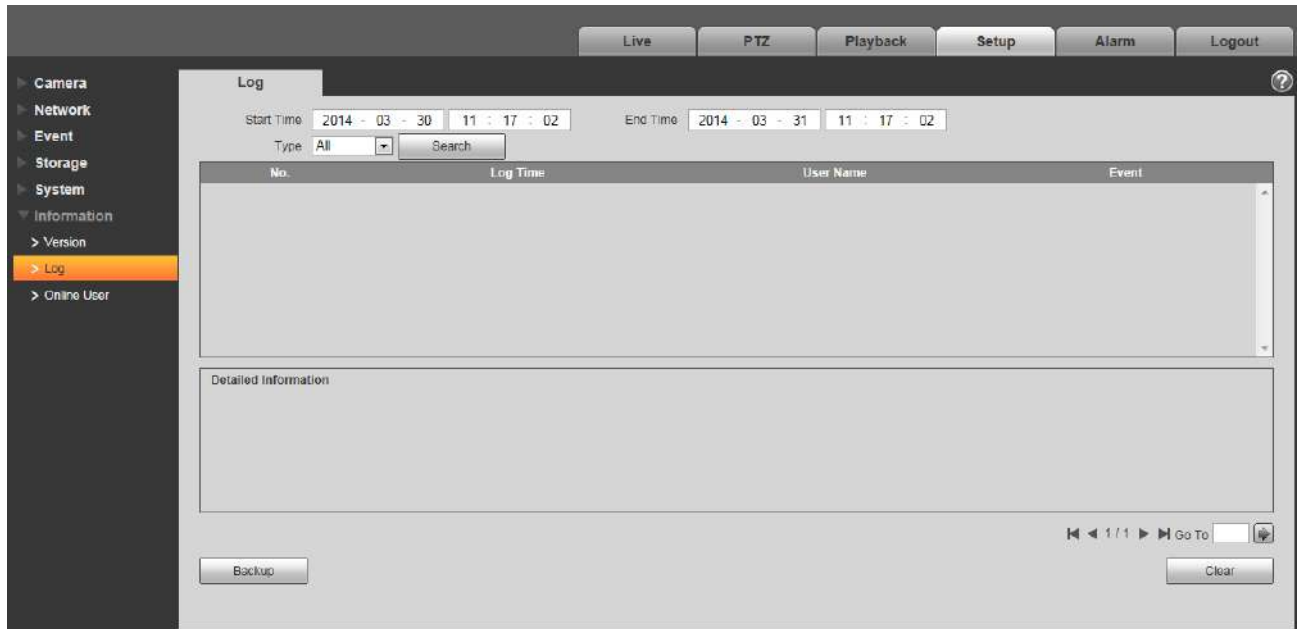 Live PTZ Playback Setup Alarm Logout
Camera
Network
Event
Storage
System
Information
> Version
> Log
> Online User
Log
?
Start Time 2014 - 03 - 30 11 : 17 : 02 End Time 2014 - 03 - 31 11 : 17 : 02
Type All Search
No. Log Time User Name Event
Detailed Information
1 / 1 Go To
Backup Clear